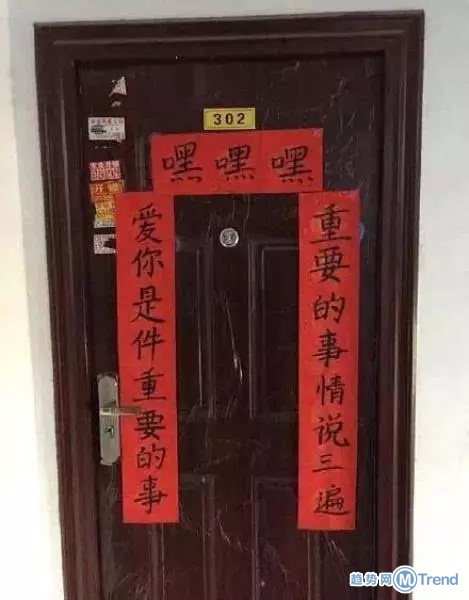 302
嘿嘿嘿
重要的事情说三遍
爱你是件重要的事
趋势网 MTrend